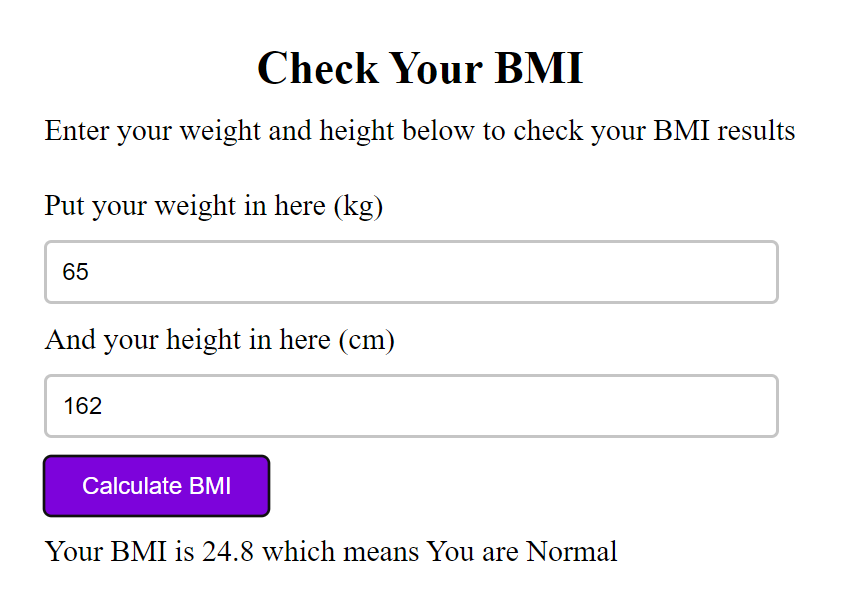 Check Your BMI
Enter your weight and height below to check your BMI results
Put your weight in here (kg)
65
And your height in here (cm)
162
Calculate BMI
Your BMI is 24.8 which means You are Normal